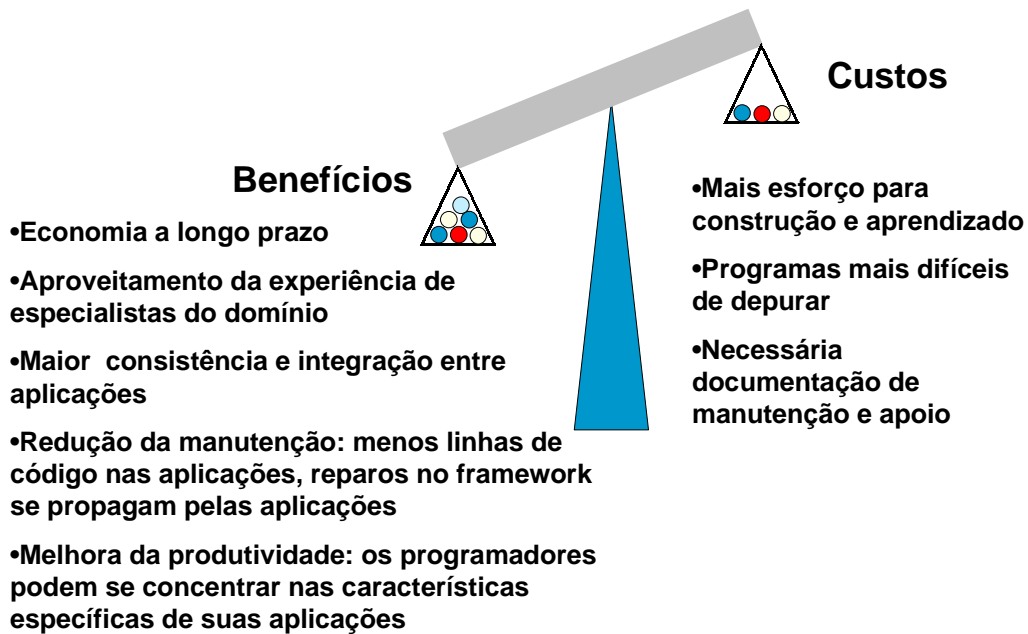 Benefícios
•Economia a longo prazo
•Aproveitamento da experiência de
especialistas do domínio
•Maior  consistência e integração entre
aplicações
•Redução da manutenção: menos linhas de
código nas aplicações, reparos no framework
se propagam pelas aplicações
•Melhora da produtividade: os programadores
podem se concentrar nas características
específicas de suas aplicações
Custos
•Mais esforço para
construção e aprendizado
•Programas mais difíceis
de depurar
•Necessária
documentação de
manutenção e apoio